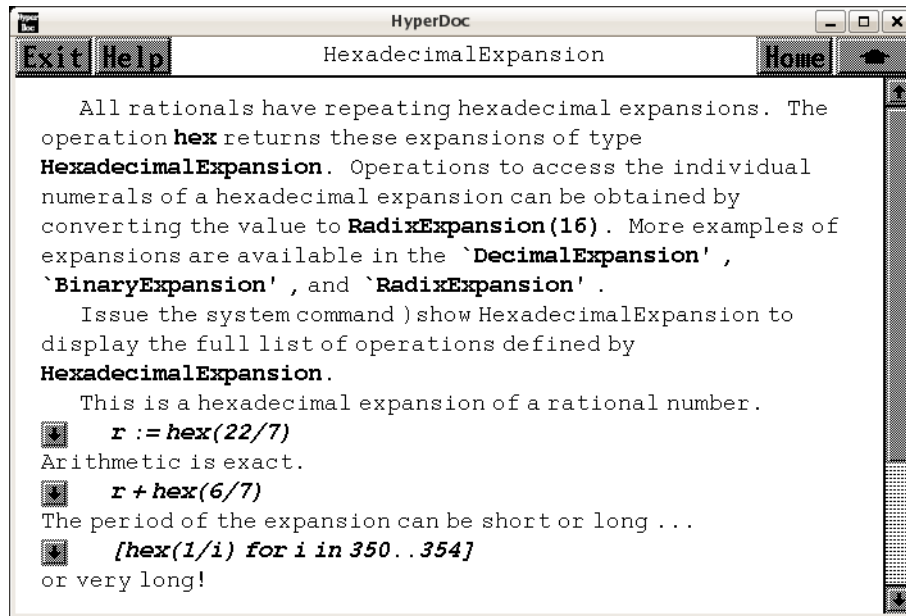 Hyper Doc HyperDoc
Exit Help HexadecimalExpansion Home
All rationals have repeating hexadecimal expansions. The
operation hex returns these expansions of type
HexadecimalExpansion. Operations to access the individual
numerals of a hexadecimal expansion can be obtained by
converting the value to RadixExpansion(16). More examples of
expansions are available in the `DecimalExpansion' ,
`BinaryExpansion' , and `RadixExpansion' .
Issue the system command )show HexadecimalExpansion to
display the full list of operations defined by
HexadecimalExpansion.
This is a hexadecimal expansion of a rational number.
r := hex(22/7)
Arithmetic is exact.
r + hex(6/7)
The period of the expansion can be short or long ...
[hex(1/i) for i in 350..354]
or very long!